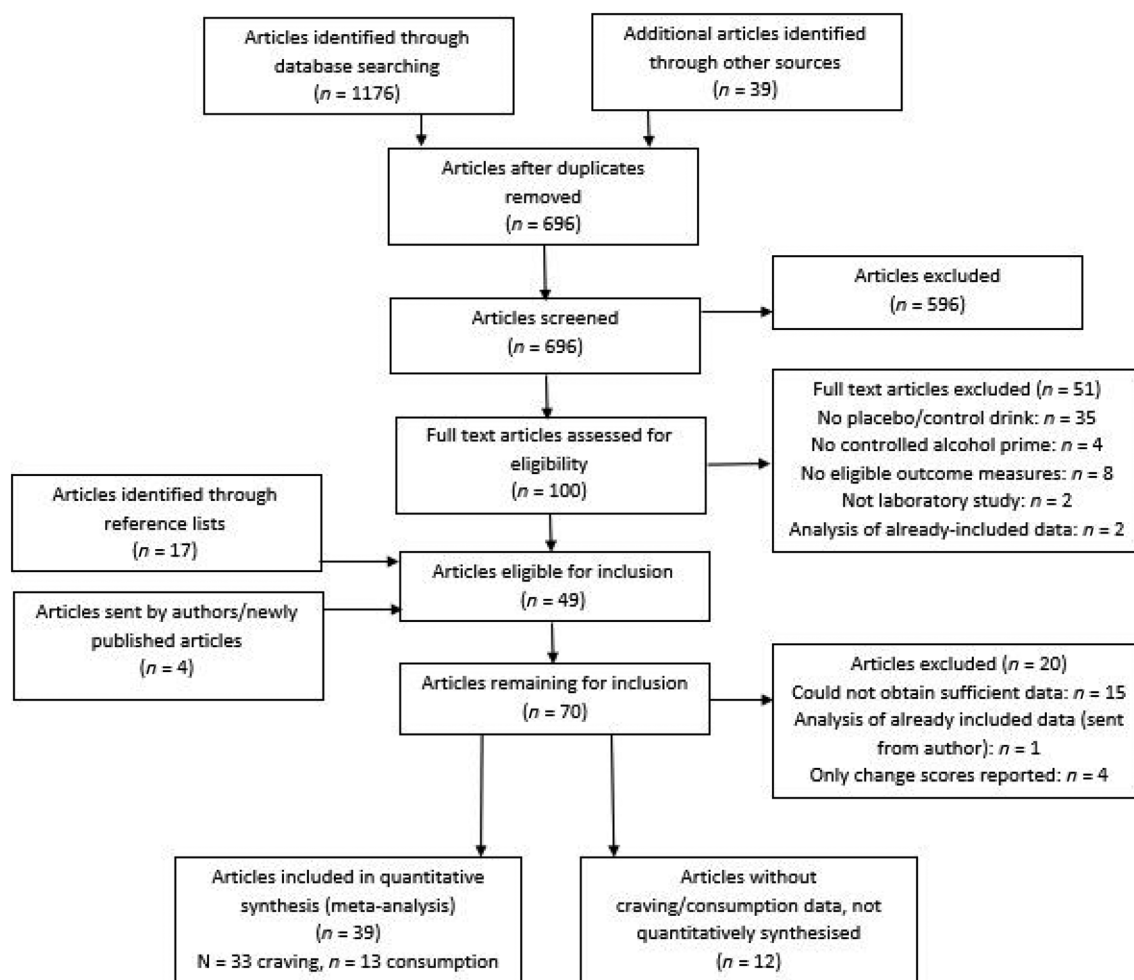 Articles identified through
database searching
(n = 1176)
Additional articles identified
through other sources
(n = 39)
Articles after duplicates
removed
(n = 696)
Articles screened
(n = 696)
Articles excluded
(n = 596)
Full text articles assessed for
eligibility
(n = 100)
Full text articles excluded (n = 51)
No placebo/control drink: n = 35
No controlled alcohol prime: n = 4
No eligible outcome measures: n = 8
Not laboratory study: n = 2
Analysis of already-included data: n = 2
Articles identified through
reference lists
(n = 17)
Articles eligible for inclusion
(n = 49)
Articles sent by authors/newly
published articles
(n = 4)
Articles remaining for inclusion
(n = 70)
Articles excluded (n = 20)
Could not obtain sufficient data: n = 15
Analysis of already included data (sent
from author): n = 1
Only change scores reported: n = 4
Articles included in quantitative
synthesis (meta-analysis)
(n = 39)
N = 33 craving, n = 13 consumption
Articles without
craving/consumption data, not
quantitatively synthesised
(n = 12)